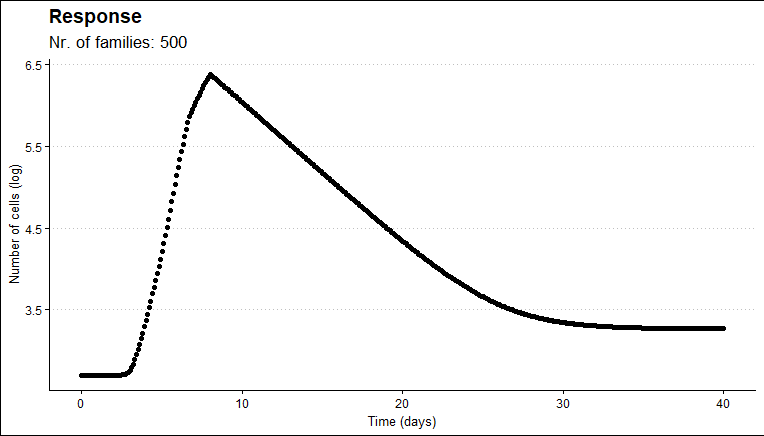 Response
Nr. of families: 500
6.5
5.5
4.5
3.5
Number of cells (log)
0 10 20 30 40
Time (days)